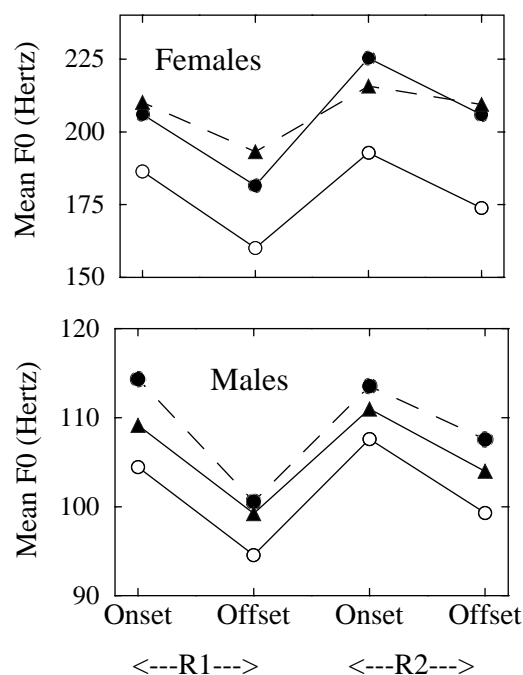 Females
Mean F0 (Hertz)
225
200
175
150
Males
Mean F0 (Hertz)
120
110
100
90
Onset Offset Onset Offset
<---R1---> <---R2--->